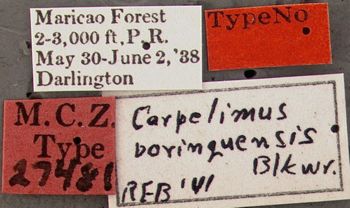 Maricao Forest
2-3,000 ft, P.R.
May 30-June 2,'38
Darlington
TypeNo
M.C.Z.
Type
27481
Carpelimus
borinquensis
Blkwr.
REB '41